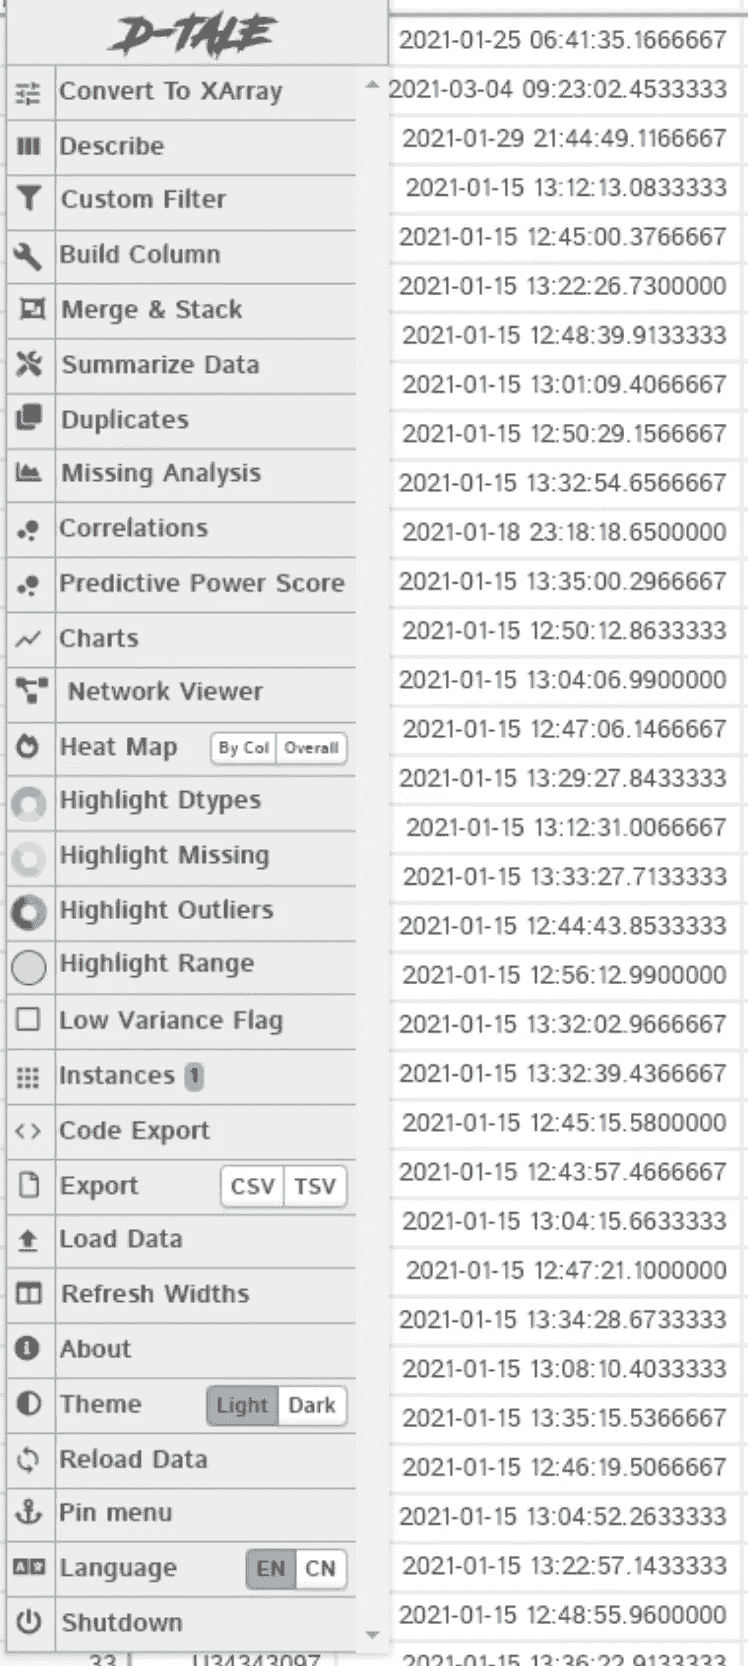 D-TALE
Convert To XArray
Describe
Custom Filter
Build Column
Merge & Stack
Summarize Data
Duplicates
Missing Analysis
Correlations
Predictive Power Score
Charts
Network Viewer
Heat Map By Col Overall
Highlight Dtypes
Highlight Missing
Highlight Outliers
Highlight Range
Low Variance Flag
Instances 1
Code Export
Export CSV TSV
Load Data
Refresh Widths
About
Theme Light Dark
Reload Data
Pin menu
Language EN CN
Shutdown
2021-01-25 06:41:35.1666667
2021-03-04 09:23:02.4533333
2021-01-29 21:44:49.1166667
2021-01-15 13:12:13.0833333
2021-01-15 12:45:00.3766667
2021-01-15 13:22:26.7300000
2021-01-15 12:48:39.9133333
2021-01-15 13:01:09.4066667
2021-01-15 12:50:29.1566667
2021-01-15 13:32:54.6566667
2021-01-18 23:18:18.6500000
2021-01-15 13:35:00.2966667
2021-01-15 12:50:12.8633333
2021-01-15 13:04:06.9900000
2021-01-15 12:47:06.1466667
2021-01-15 13:29:27.8433333
2021-01-15 13:12:31.0066667
2021-01-15 13:33:27.7133333
2021-01-15 12:44:43.8533333
2021-01-15 12:56:12.9900000
2021-01-15 13:32:02.9666667
2021-01-15 13:32:39.4366667
2021-01-15 12:45:15.5800000
2021-01-15 12:43:57.4666667
2021-01-15 13:04:15.6633333
2021-01-15 12:47:21.1000000
2021-01-15 13:34:28.6733333
2021-01-15 13:08:10.4033333
2021-01-15 13:35:15.5366667
2021-01-15 12:46:19.5066667
2021-01-15 13:04:52.2633333
2021-01-15 13:22:57.1433333
2021-01-15 12:48:55.9600000
33 U34343097 2021-01-15 13:36:22.9133333